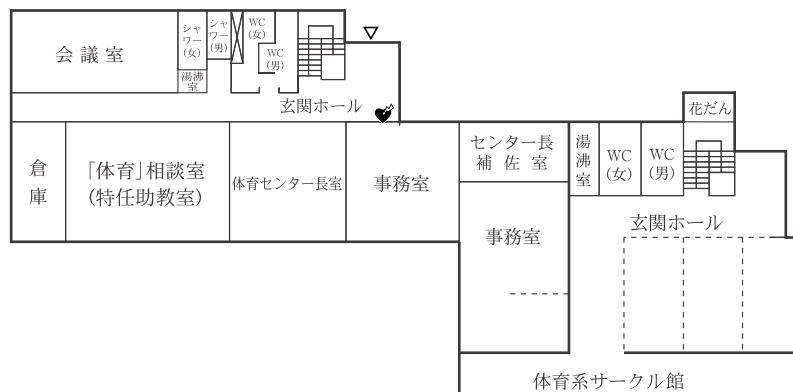 会議室
シャワー(女)
シャワー(男)
WC(女)
WC(男)
湯沸室
玄関ホール
花だん
倉庫
「体育」相談室
(特任助教室)
体育センター長室
事務室
センター長
補佐室
湯沸室
WC(女)
WC(男)
事務室
玄関ホール
体育系サークル館